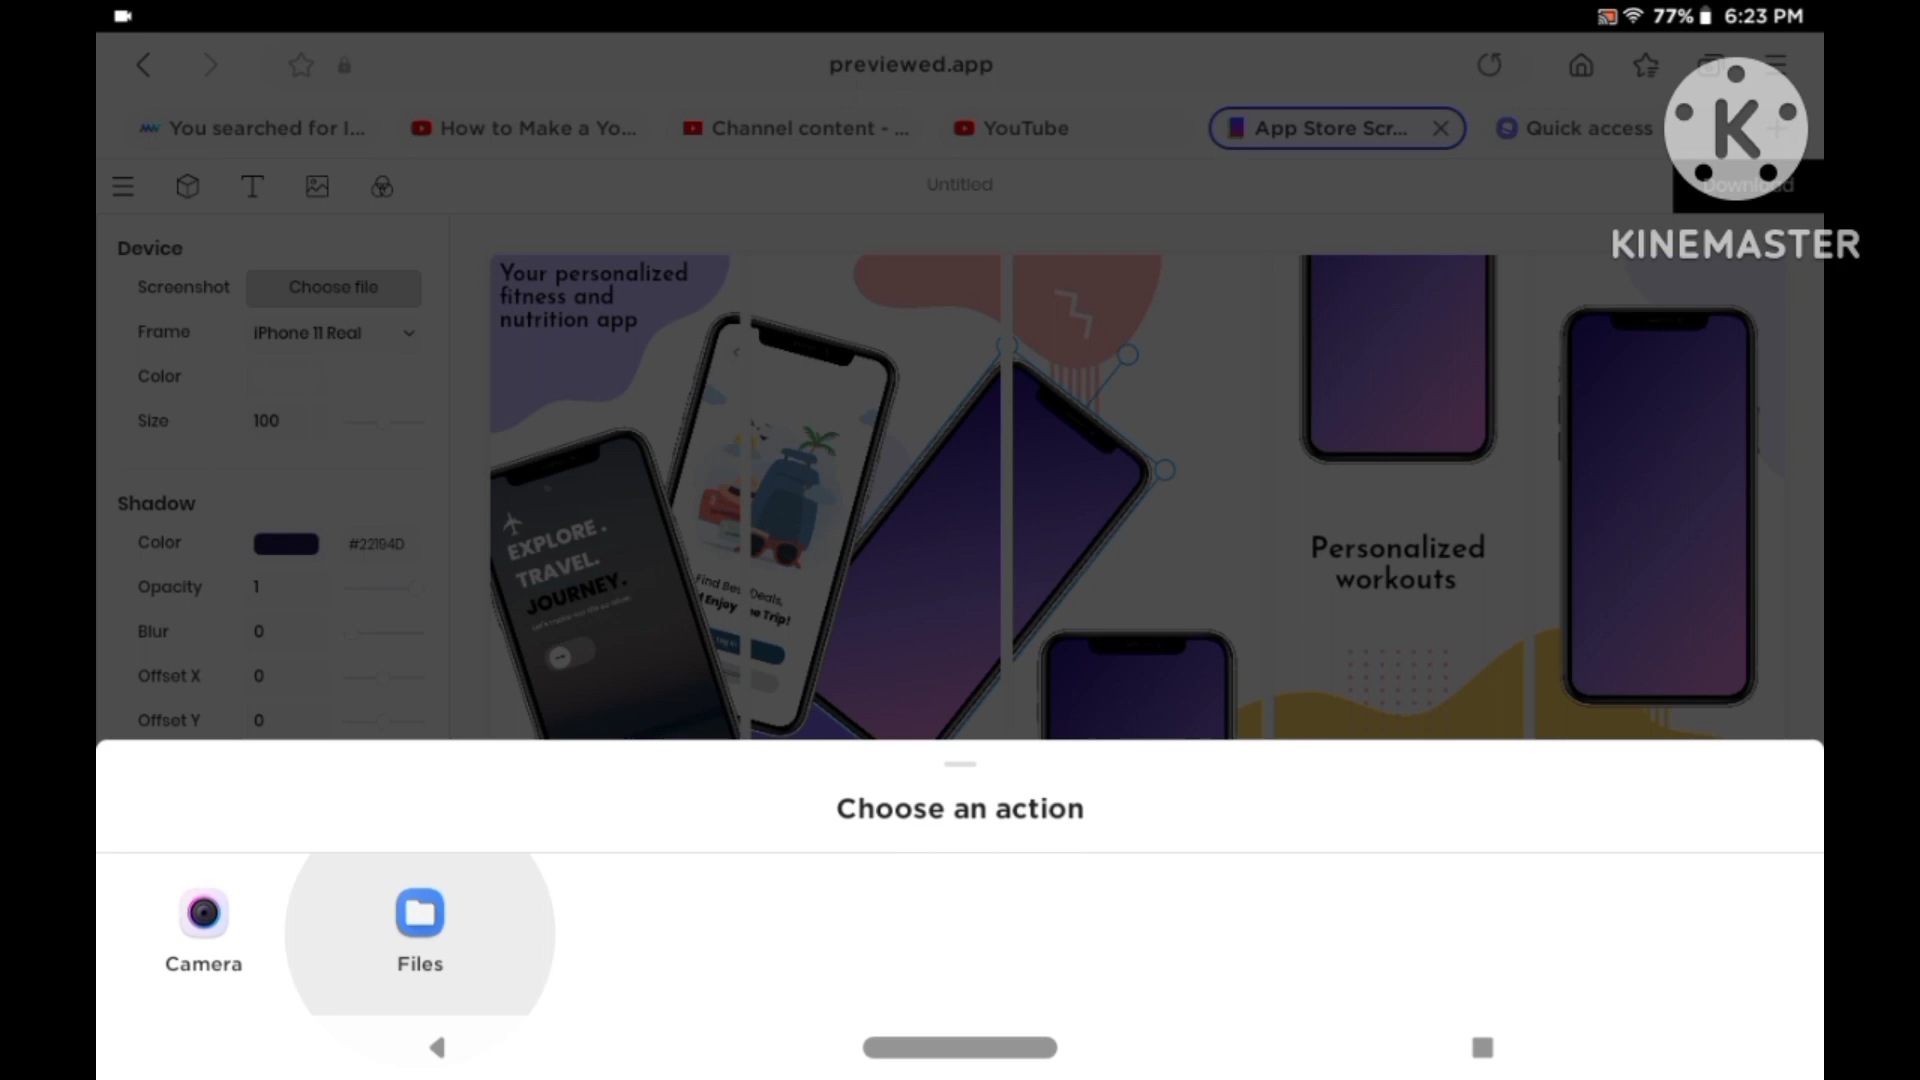 77% 6:23 PM
previewed.app
You searched for I...
How to Make a Yo...
Channel content - ...
YouTube
App Store Scr...
Quick access
K
KINEMASTER
Untitled
Download
Device
Screenshot Choose file
Frame iPhone 11 Real
Color
Size 100
Shadow
Color #22194D
Opacity 1
Blur 0
Offset X 0
Offset Y 0
Your personalized
fitness and
nutrition app
EXPLORE.
TRAVEL.
JOURNEY.
Find Bes Deals,
Enjoy e Trip!
Log in
Personalized
workouts
Choose an action
Camera
Files